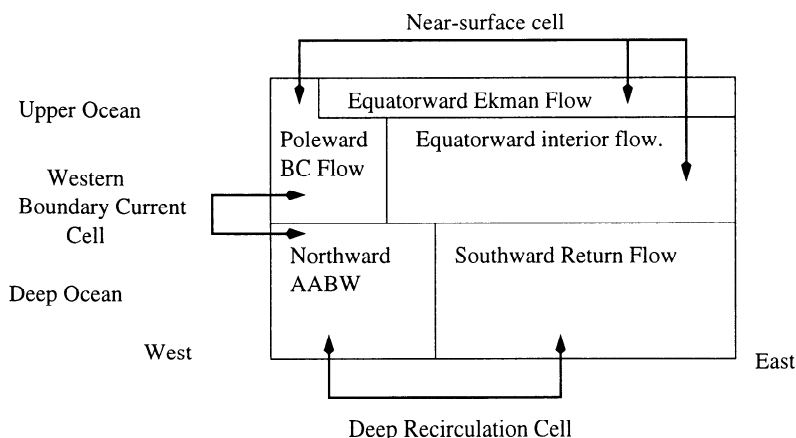 Near-surface cell
Upper Ocean
Equatorward Ekman Flow
Poleward
BC Flow
Equatorward interior flow.
Western
Boundary Current
Cell
Northward
AABW
Southward Return Flow
Deep Ocean
West
East
Deep Recirculation Cell